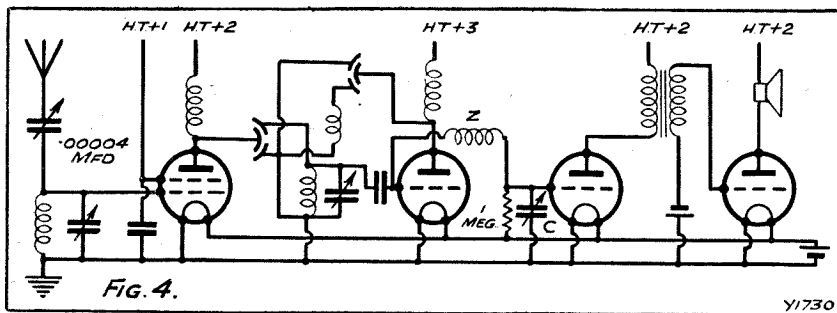 H.T.+1
H.T.+2
H.T.+3
H.T.+2
H.T.+2
.00004
MFD
Z
1
MEG.
C
FIG. 4.
Y1730